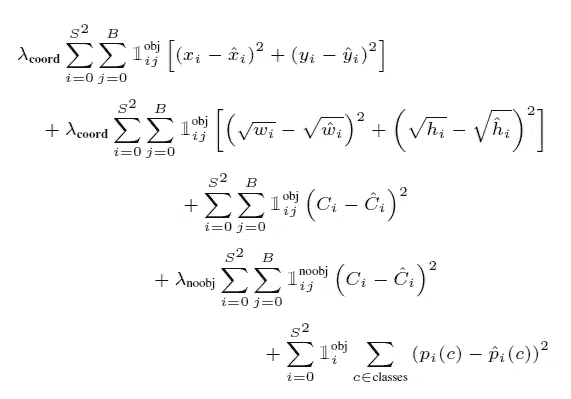 λ_coord ∑_{i=0}^{S^2} ∑_{j=0}^{B} 𝟙_{ij}^{obj} [(x_i − x̂_i)^2 + (y_i − ŷ_i)^2]
+ λ_coord ∑_{i=0}^{S^2} ∑_{j=0}^{B} 𝟙_{ij}^{obj} [(√w_i − √ŵ_i)^2 + (√h_i − √ĥ_i)^2]
+ ∑_{i=0}^{S^2} ∑_{j=0}^{B} 𝟙_{ij}^{obj} (C_i − Ĉ_i)^2
+ λ_noobj ∑_{i=0}^{S^2} ∑_{j=0}^{B} 𝟙_{ij}^{noobj} (C_i − Ĉ_i)^2
+ ∑_{i=0}^{S^2} 𝟙_i^{obj} ∑_{c∈classes} (p_i(c) − p̂_i(c))^2